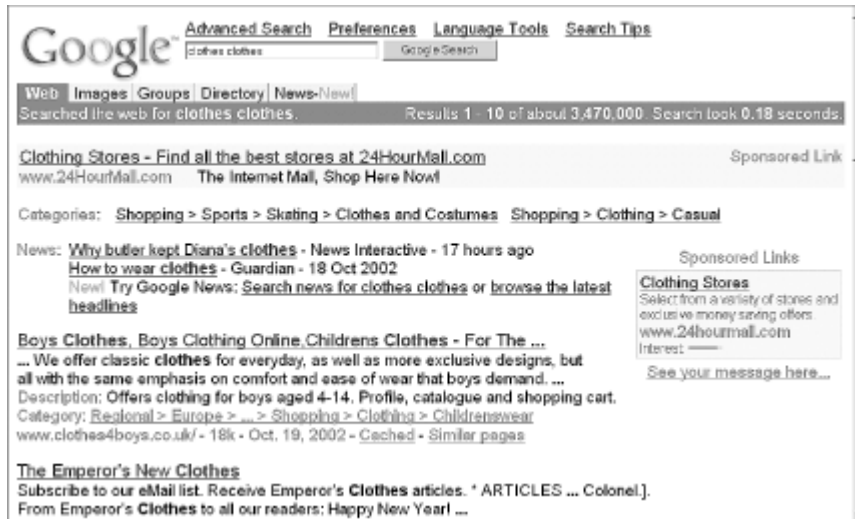 Google
Advanced Search Preferences Language Tools Search Tips
clothes clothes Google Search
Web Images Groups Directory News-New!
Searched the web for clothes clothes. Results 1 - 10 of about 3,470,000. Search took 0.18 seconds.
Clothing Stores - Find all the best stores at 24HourMall.com Sponsored Link
www.24HourMall.com The Internet Mall, Shop Here Now!
Categories: Shopping > Sports > Skating > Clothes and Costumes Shopping > Clothing > Casual
News: Why butler kept Diana's clothes - News Interactive - 17 hours ago
How to wear clothes - Guardian - 18 Oct 2002
New! Try Google News: Search news for clothes clothes or browse the latest
headlines
Sponsored Links
Clothing Stores
Select from a variety of stores and
exclusive money saving offers.
www.24hourmall.com
Interest:
See your message here...
Boys Clothes, Boys Clothing Online,Childrens Clothes - For The ...
... We offer classic clothes for everyday, as well as more exclusive designs, but
all with the same emphasis on comfort and ease of wear that boys demand. ...
Description: Offers clothing for boys aged 4-14. Profile, catalogue and shopping cart.
Category: Regional > Europe > ... > Shopping > Clothing > Childrenswear
www.clothes4boys.co.uk/ - 18k - Oct. 19, 2002 - Cached - Similar pages
The Emperor's New Clothes
Subscribe to our eMail list. Receive Emperor's Clothes articles. * ARTICLES ... Colonel.].
From Emperor's Clothes to all our readers: Happy New Year! ...